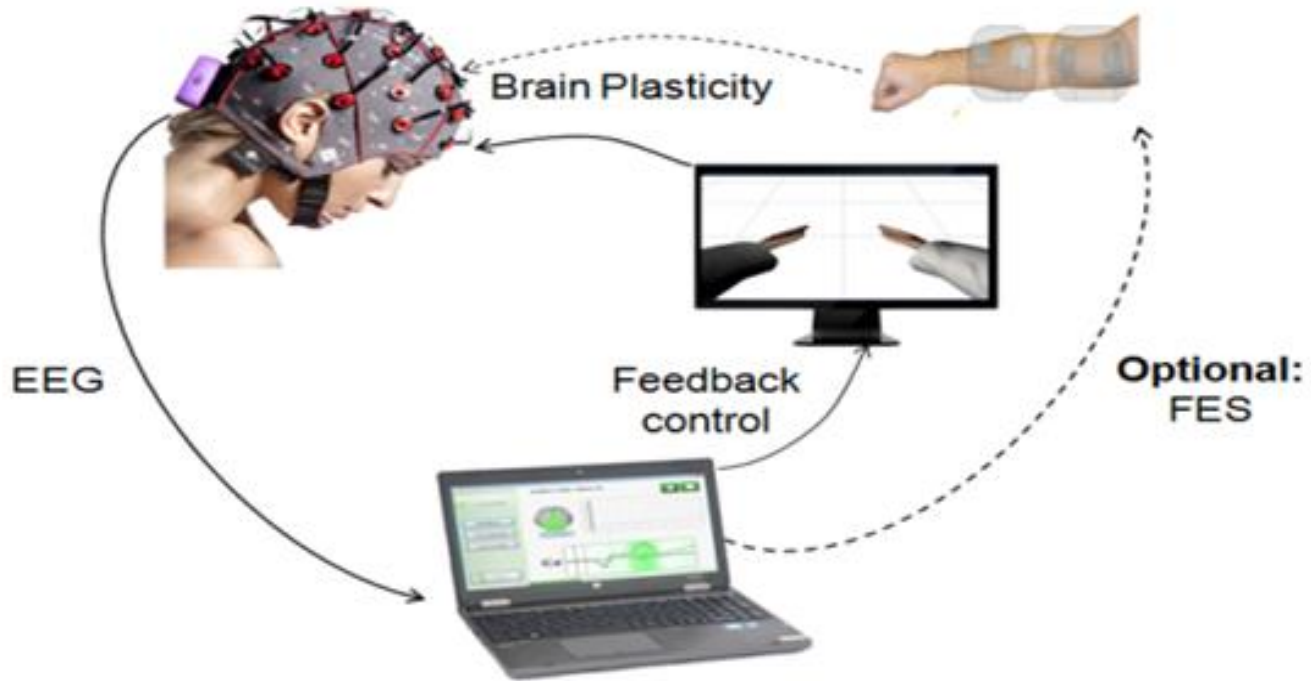 Brain Plasticity
EEG
Feedback
control
Optional:
FES